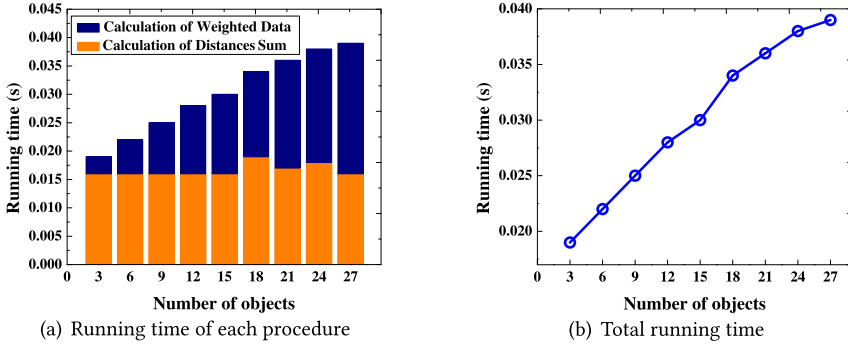 0.045
0.040
0.035
0.030
0.025
0.020
0.015
0.010
0.005
0.000
Running time (s)
Calculation of Weighted Data
Calculation of Distances Sum
0 3 6 9 12 15 18 21 24 27
Number of objects
(a) Running time of each procedure
0.040
0.035
0.030
0.025
0.020
Running time (s)
0 3 6 9 12 15 18 21 24 27
Number of objects
(b) Total running time